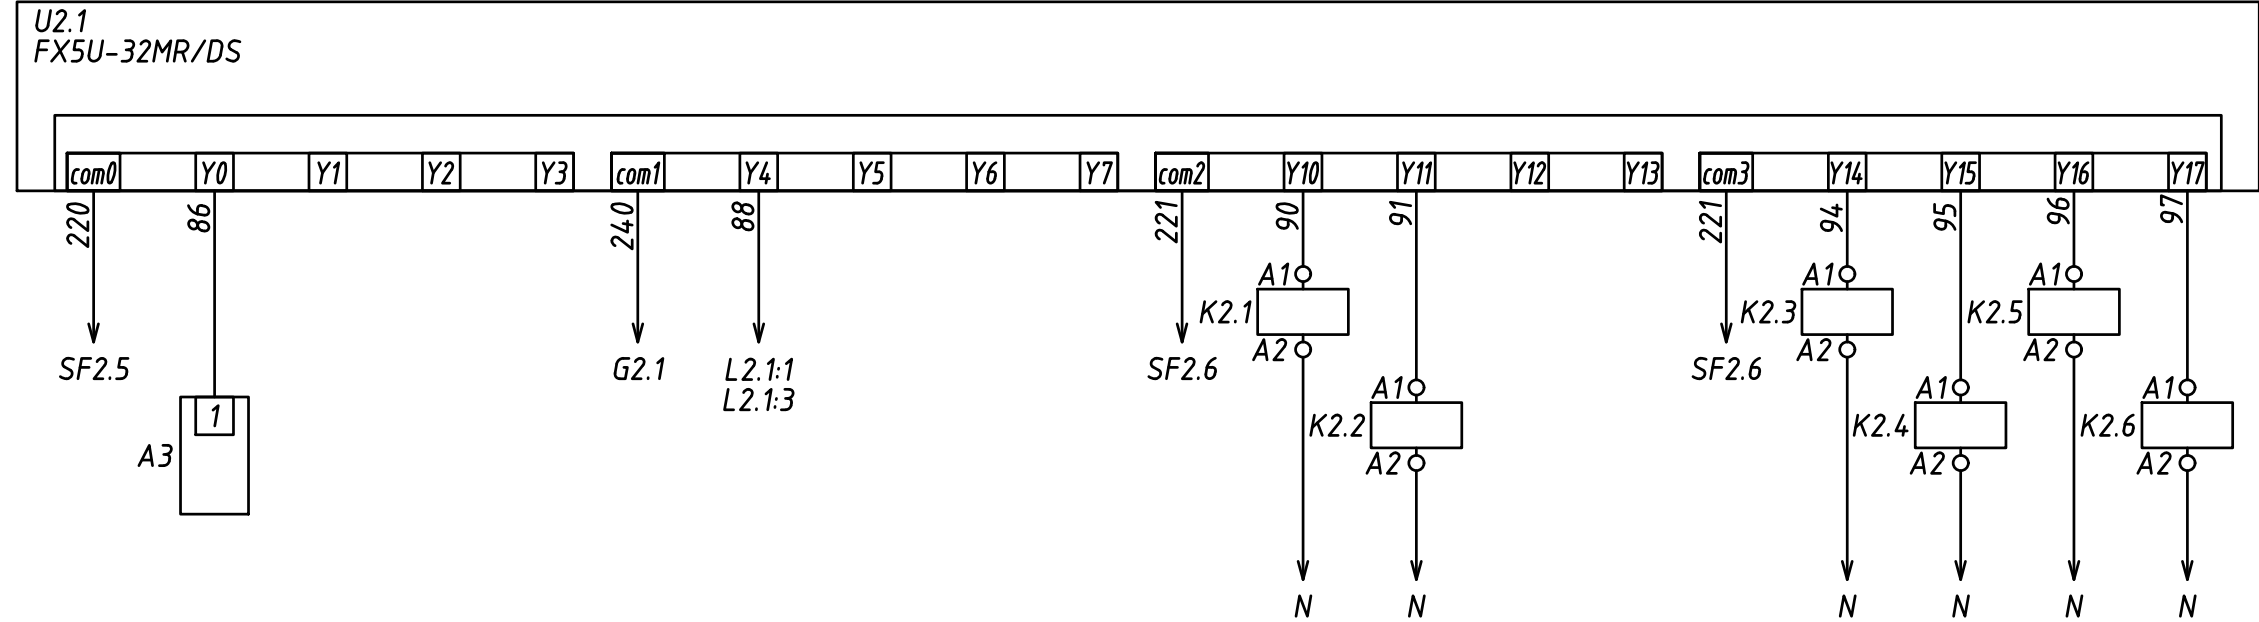 U2.1
FX5U-32MR/DS
com0 Y0 Y1 Y2 Y3 com1 Y4 Y5 Y6 Y7 com2 Y10 Y11 Y12 Y13 com3 Y14 Y15 Y16 Y17
220 86 240 88 221 90 91 221 94 95 96 97
A1 A1 A1
K2.1 K2.3 K2.5
A2 A2 A2
SF2.5 G2.1 L2.1:1 SF2.6 SF2.6
L2.1:3
A1 A1 A1
1 K2.2 K2.4 K2.6
A3 A2 A2 A2
N N N N N N